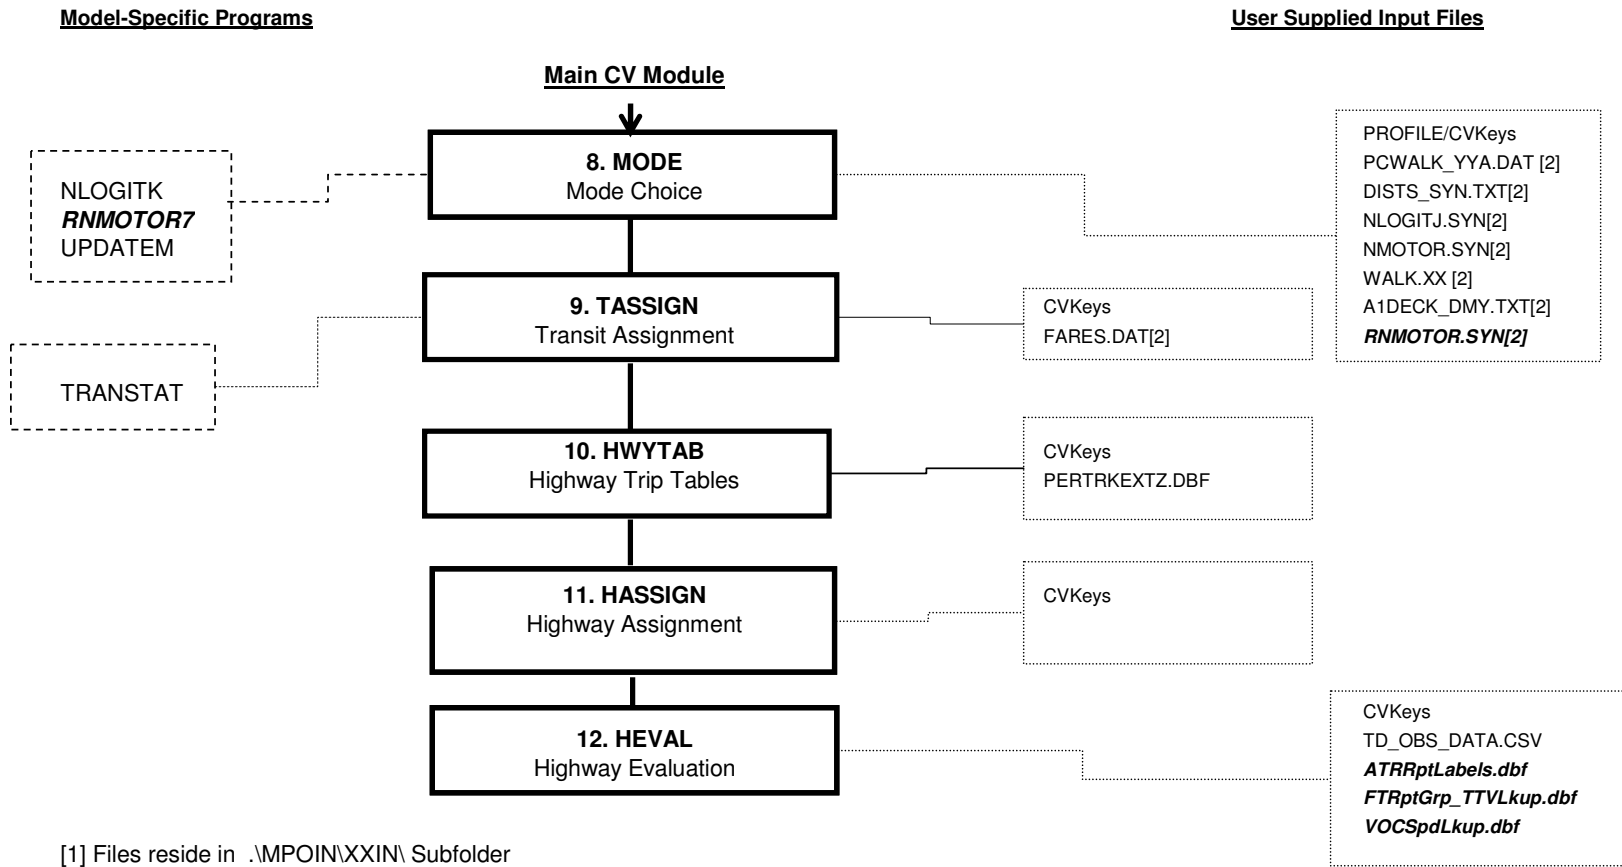 Model-Specific Programs
User Supplied Input Files
Main CV Module
8. MODE
Mode Choice
NLOGITK
RNMOTOR7
UPDATEM
PROFILE/CVKeys
PCWALK_YYA.DAT [2]
DISTS_SYN.TXT[2]
NLOGITJ.SYN[2]
NMOTOR.SYN[2]
WALK.XX [2]
A1DECK_DMY.TXT[2]
RNMOTOR.SYN[2]
9. TASSIGN
Transit Assignment
CVKeys
FARES.DAT[2]
TRANSTAT
10. HWYTAB
Highway Trip Tables
CVKeys
PERTRKEXTZ.DBF
11. HASSIGN
Highway Assignment
CVKeys
12. HEVAL
Highway Evaluation
CVKeys
TD_OBS_DATA.CSV
ATRRptLabels.dbf
FTRptGrp_TTVLkup.dbf
VOCSpdLkup.dbf
[1] Files reside in .\MPOIN\XXIN\ Subfolder